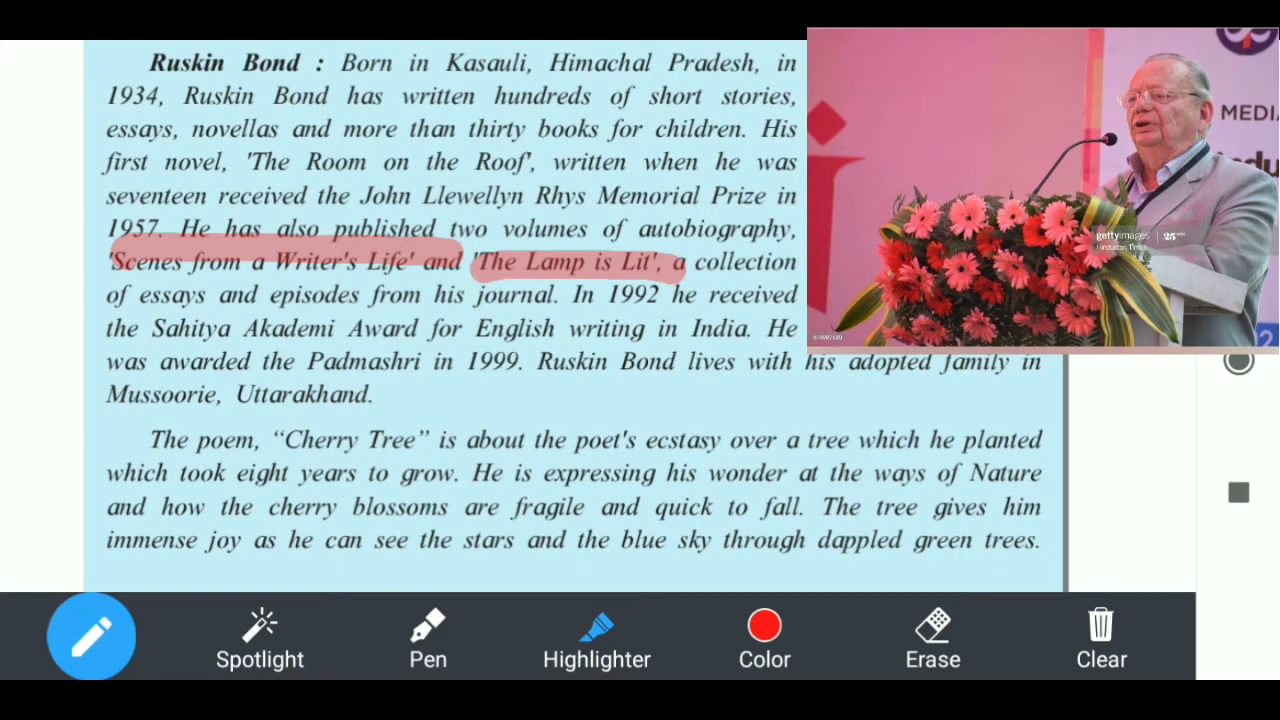 Ruskin Bond : Born in Kasauli, Himachal Pradesh, in
1934, Ruskin Bond has written hundreds of short stories,
essays, novellas and more than thirty books for children. His
first novel, 'The Room on the Roof', written when he was
seventeen received the John Llewellyn Rhys Memorial Prize in
1957. He has also published two volumes of autobiography,
'Scenes from a Writer's Life' and 'The Lamp is Lit', a collection
of essays and episodes from his journal. In 1992 he received
the Sahitya Akademi Award for English writing in India. He
was awarded the Padmashri in 1999. Ruskin Bond lives with his adopted family in
Mussoorie, Uttarakhand.
The poem, “Cherry Tree” is about the poet's ecstasy over a tree which he planted
which took eight years to grow. He is expressing his wonder at the ways of Nature
and how the cherry blossoms are fragile and quick to fall. The tree gives him
immense joy as he can see the stars and the blue sky through dappled green trees.
MEDIA
gettyimages
Hindustan Times
Spotlight
Pen
Highlighter
Color
Erase
Clear